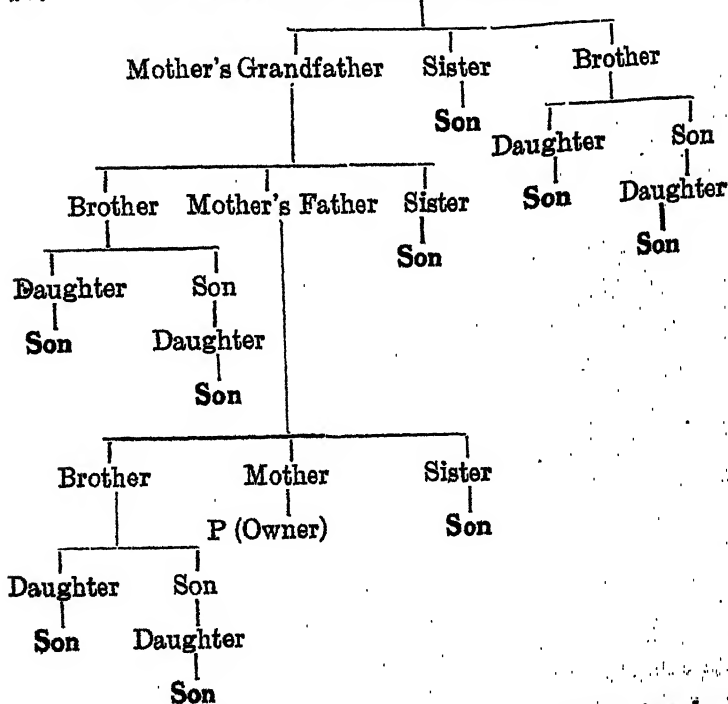 Mother's Grandfather Sister Brother
Son Daughter Son
Brother Mother's Father Sister Son Daughter
Son Son
Daughter Son
Son Daughter
Son
Brother Mother Sister
P (Owner) Son
Daughter Son
Son Daughter
Son